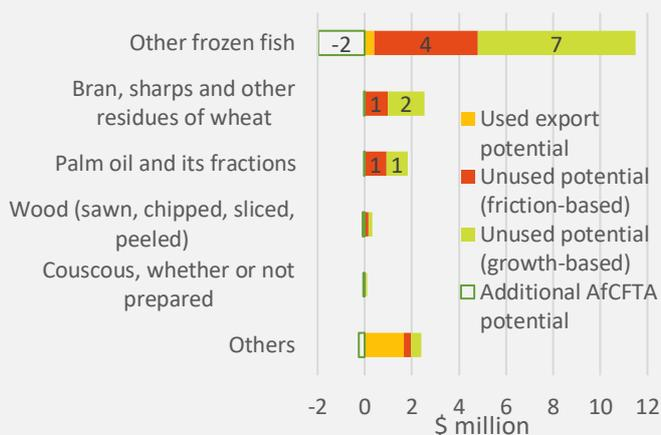 Other frozen fish
-2
4
7
Bran, sharps and other
residues of wheat
1
2
Palm oil and its fractions
1
1
Wood (sawn, chipped, sliced,
peeled)
Couscous, whether or not
prepared
Others
Used export
potential
Unused potential
(friction-based)
Unused potential
(growth-based)
Additional AfCFTA
potential
-2 0 2 4 6 8 10 12
$ million